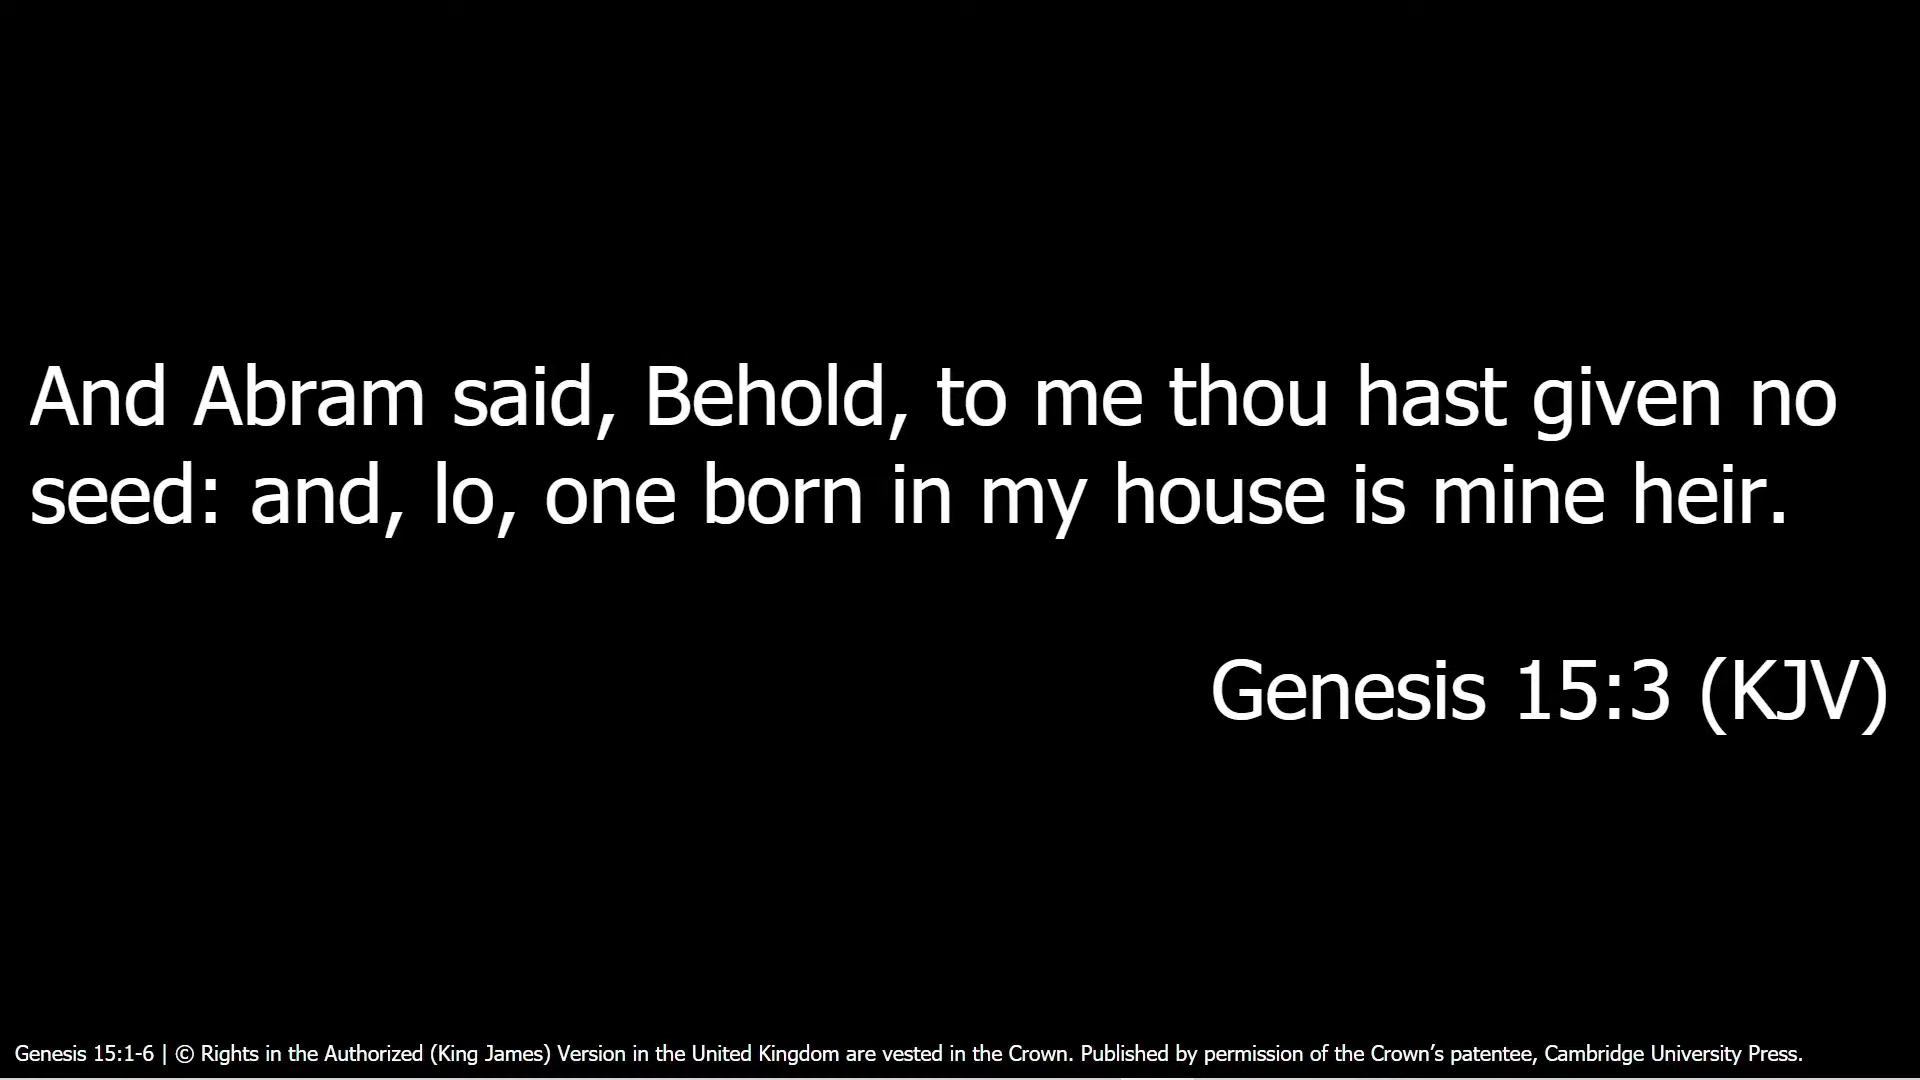 And Abram said, Behold, to me thou hast given no
seed: and, lo, one born in my house is mine heir.
Genesis 15:3 (KJV)
Genesis 15:1-6 | © Rights in the Authorized (King James) Version in the United Kingdom are vested in the Crown. Published by permission of the Crown’s patentee, Cambridge University Press.